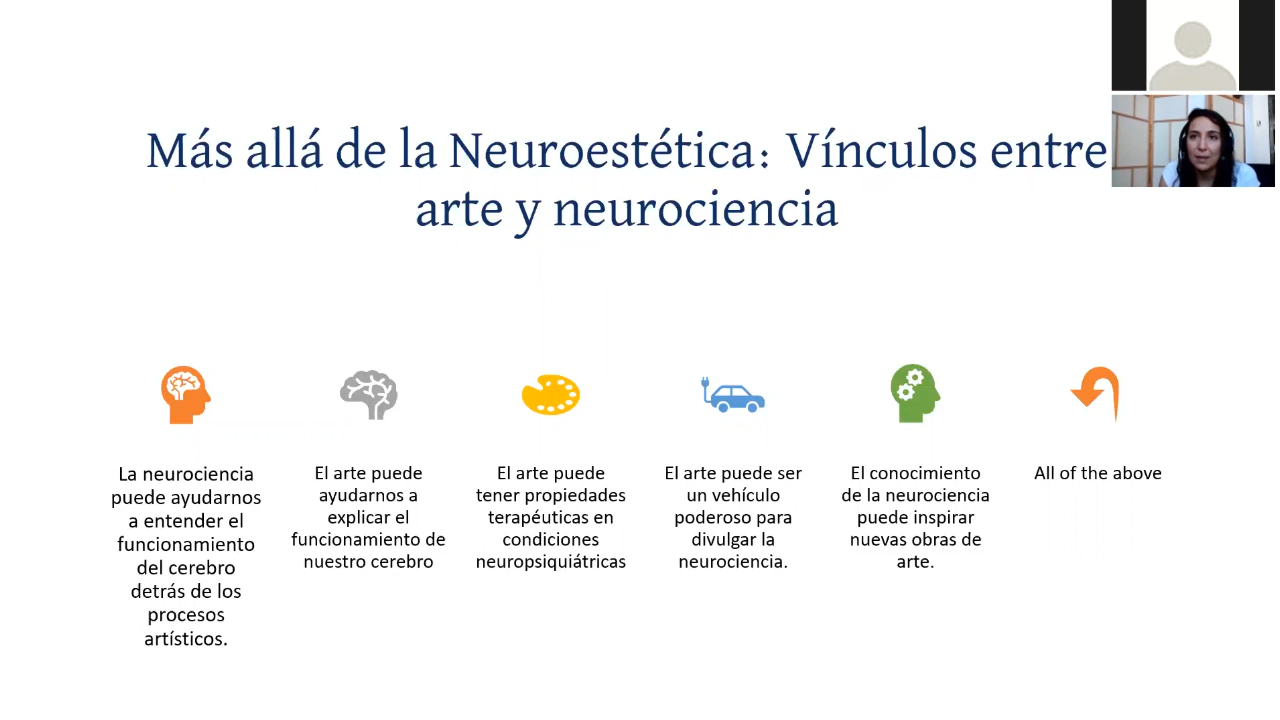 Más allá de la Neuroestética: Vínculos entre
arte y neurociencia
La neurociencia
puede ayudarnos
a entender el
funcionamiento
del cerebro
detrás de los
procesos
artísticos.
El arte puede
ayudarnos a
explicar el
funcionamiento de
nuestro cerebro
El arte puede
tener propiedades
terapéuticas en
condiciones
neuropsiquiátricas
El arte puede ser
un vehículo
poderoso para
divulgar la
neurociencia.
El conocimiento
de la neurociencia
puede inspirar
nuevas obras de
arte.
All of the above